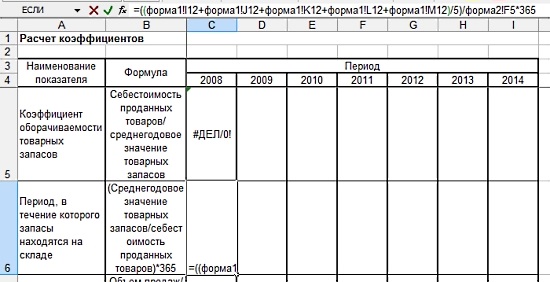 ЕСЛИ =((форма1!I12+форма1!J12+форма1!K12+форма1!L12+форма1!M12)/5)/форма2!F5*365
A B C D E F G H I
1 Расчет коэффициентов
2
3 Наименование Формула Период
показателя
4 2008 2009 2010 2011 2012 2013 2014
Коэффициент
оборачиваемости
товарных
запасов
Себестоимость
проданных
товаров/
среднегодовое
значение
товарных
запасов
#ДЕЛ/0!
5
Период, в
течение которого
запасы
находятся на
складе
(Среднегодовое
значение
товарных
запасов/себест
оимость
проданных
товаров)*365
=((форма1
6
Объем продаж/